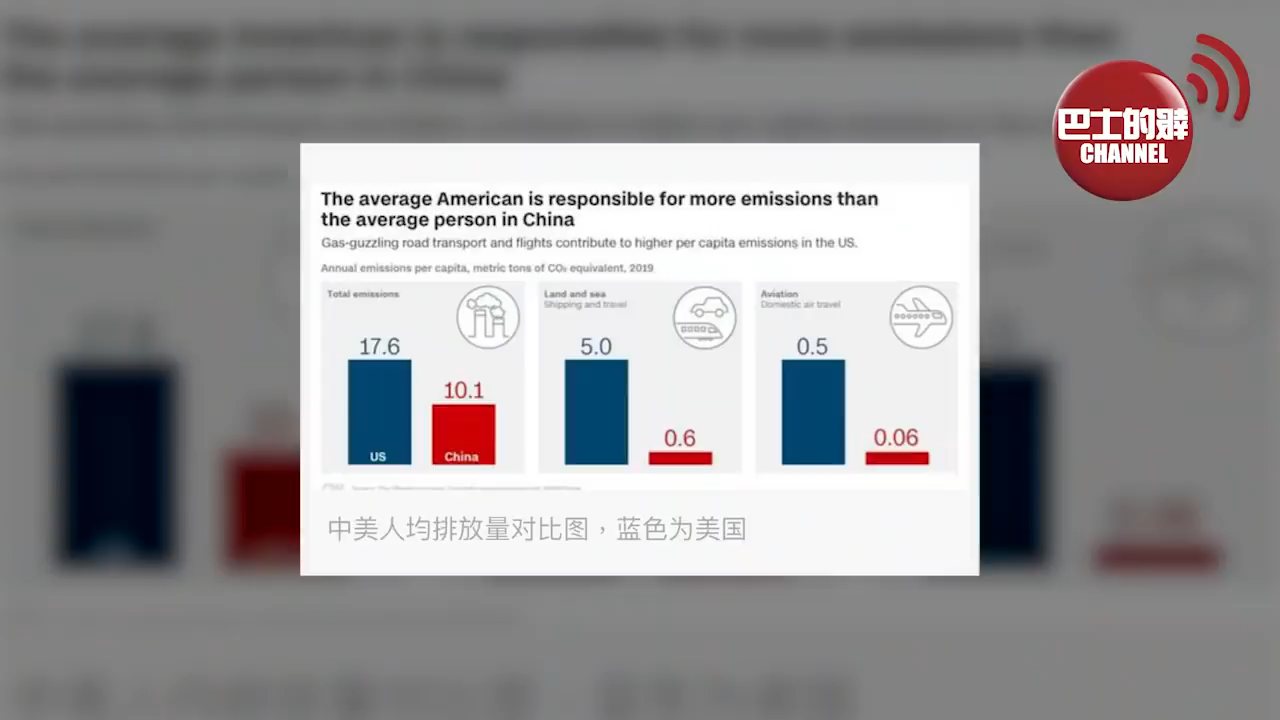 巴士的報
CHANNEL
The average American is responsible for more emissions than
the average person in China
Gas-guzzling road transport and flights contribute to higher per capita emissions in the US.
Annual emissions per capita, metric tons of CO₂ equivalent, 2019
Total emissions
17.6
10.1
US
China
Land and sea
Shipping and travel
5.0
0.6
Aviation
Domestic air travel
0.5
0.06
中美人均排放量对比图，蓝色为美国